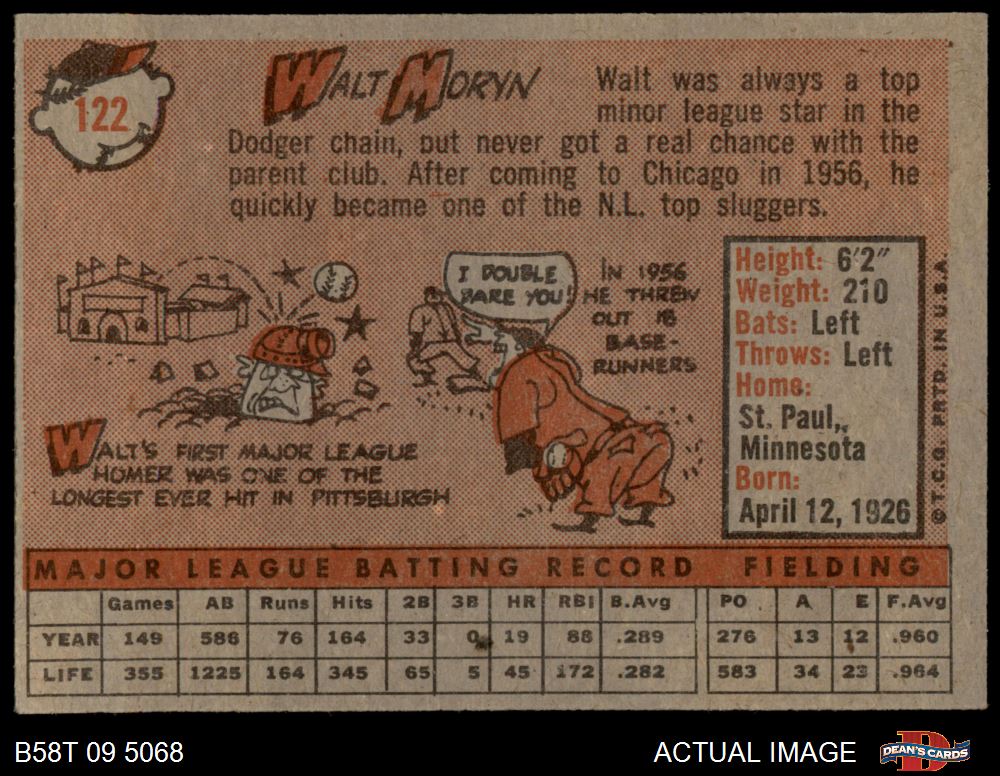 122
WALT MORYN
Walt was always a top
minor league star in the
Dodger chain, but never got a real chance with the
parent club. After coming to Chicago in 1956, he
quickly became one of the N.L. top sluggers.
I DOUBLE
DARE YOU!
IN 1956
HE THREW
OUT 18
BASE-
RUNNERS
WALT'S FIRST MAJOR LEAGUE
HOMER WAS ONE OF THE
LONGEST EVER HIT IN PITTSBURGH
Height: 6'2"
Weight: 210
Bats: Left
Throws: Left
Home:
St. Paul,
Minnesota
Born:
April 12, 1926
© T.C.G. PRTD. IN U.S.A.
MAJOR LEAGUE BATTING RECORD FIELDING
Games AB Runs Hits 2B 3B HR RBI B.Avg PO A E F.Avg
YEAR 149 568 76 164 33 0 19 88 .289 276 13 12 .960
LIFE 355 1225 164 345 65 5 45 172 .282 583 34 23 .964
B58T 09 5068 ACTUAL IMAGE D DEAN'S CARDS